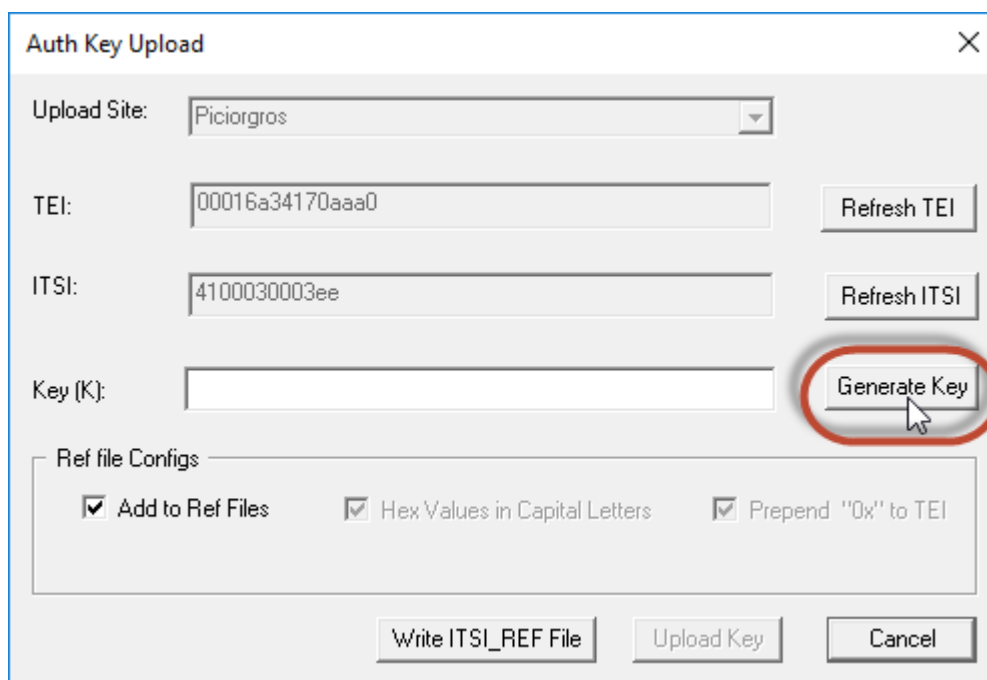 Auth Key Upload
Upload Site: Piciorgros
TEI: 00016a34170aaa0 Refresh TEI
ITSI: 4100030003ee Refresh ITSI
Key (K): Generate Key
Ref file Configs
Add to Ref Files Hex Values in Capital Letters Prepend "0x" to TEI
Write ITSI_REF File Upload Key Cancel